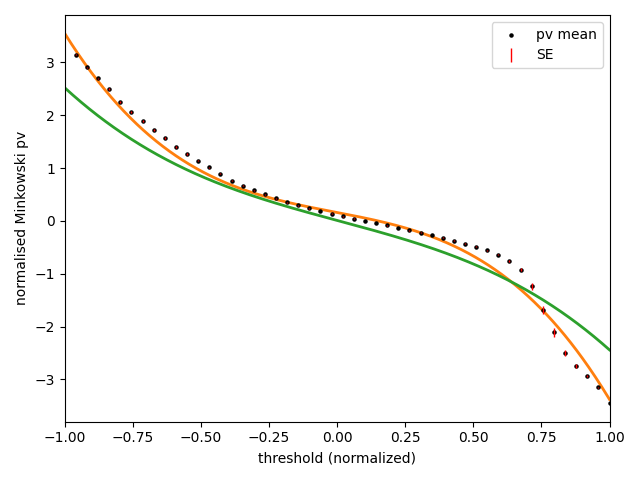 pv mean
SE
normalised Minkowski pv
3
2
1
0
−1
−2
−3
−1.00 −0.75 −0.50 −0.25 0.00 0.25 0.50 0.75 1.00
threshold (normalized)